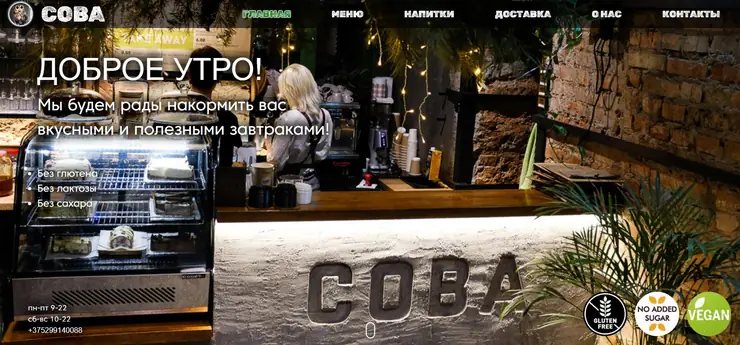 СОВА
ГЛАВНАЯ
МЕНЮ
НАПИТКИ
ДОСТАВКА
О НАС
КОНТАКТЫ
TAKE AWAY
ДОБРОЕ УТРО!
Мы будем рады накормить вас
вкусными и полезными завтраками!
Без глютена
Без лактозы
Без сахара
СОВА
пн-пт 9-22
сб-вс 10-22
+375299140088
GLUTEN
FREE
NO ADDED
SUGAR
VEGAN